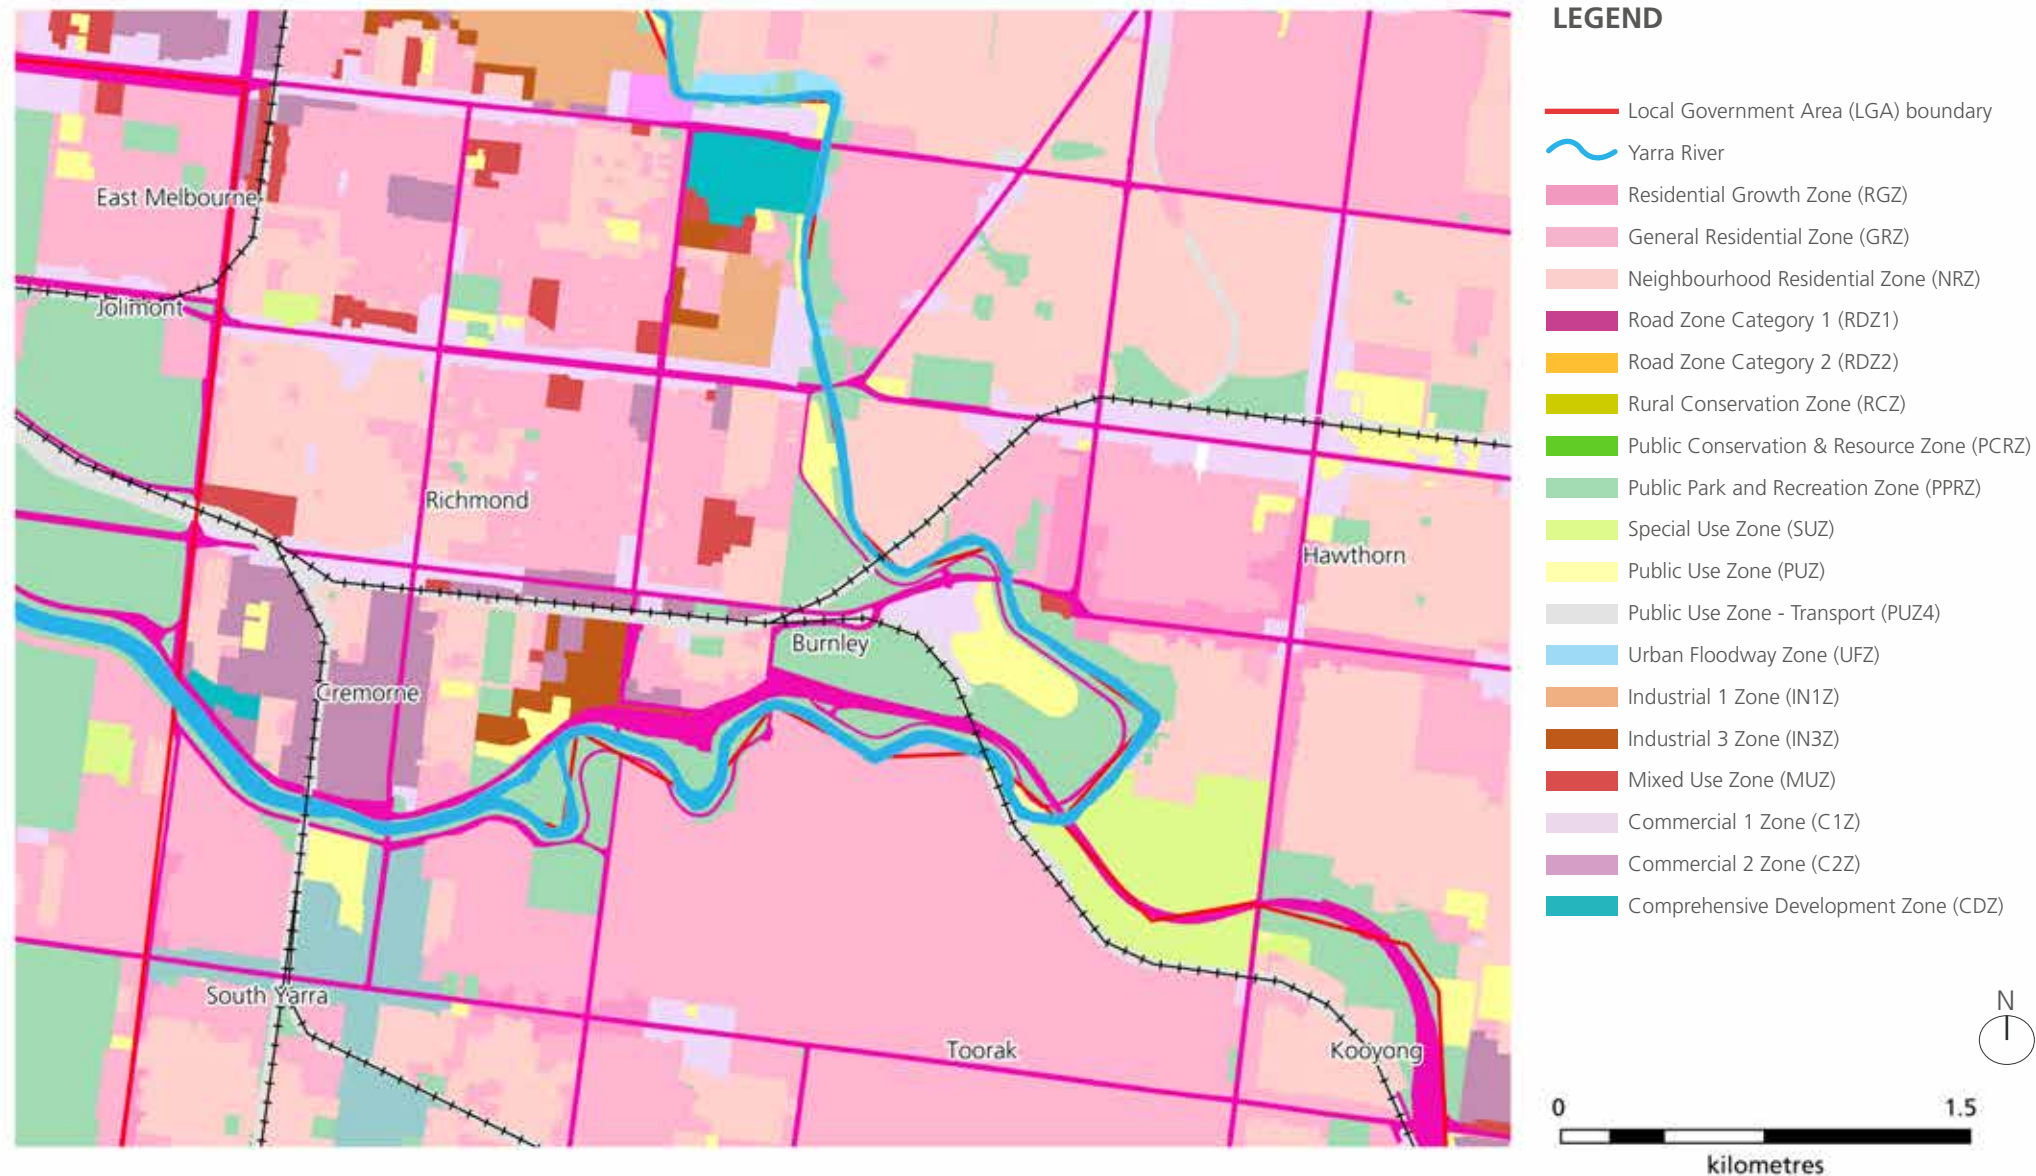 LEGEND
Local Government Area (LGA) boundary
Yarra River
Residential Growth Zone (RGZ)
General Residential Zone (GRZ)
Neighbourhood Residential Zone (NRZ)
Road Zone Category 1 (RDZ1)
Road Zone Category 2 (RDZ2)
Rural Conservation Zone (RCZ)
Public Conservation & Resource Zone (PCRZ)
Public Park and Recreation Zone (PPRZ)
Special Use Zone (SUZ)
Public Use Zone (PUZ)
Public Use Zone - Transport (PUZ4)
Urban Floodway Zone (UFZ)
Industrial 1 Zone (IN1Z)
Industrial 3 Zone (IN3Z)
Mixed Use Zone (MUZ)
Commercial 1 Zone (C1Z)
Commercial 2 Zone (C2Z)
Comprehensive Development Zone (CDZ)
East Melbourne
Jolimont
Richmond
Hawthorn
Burnley
Cremorne
South Yarra
Toorak
Kooyong
N
0 1.5
kilometres